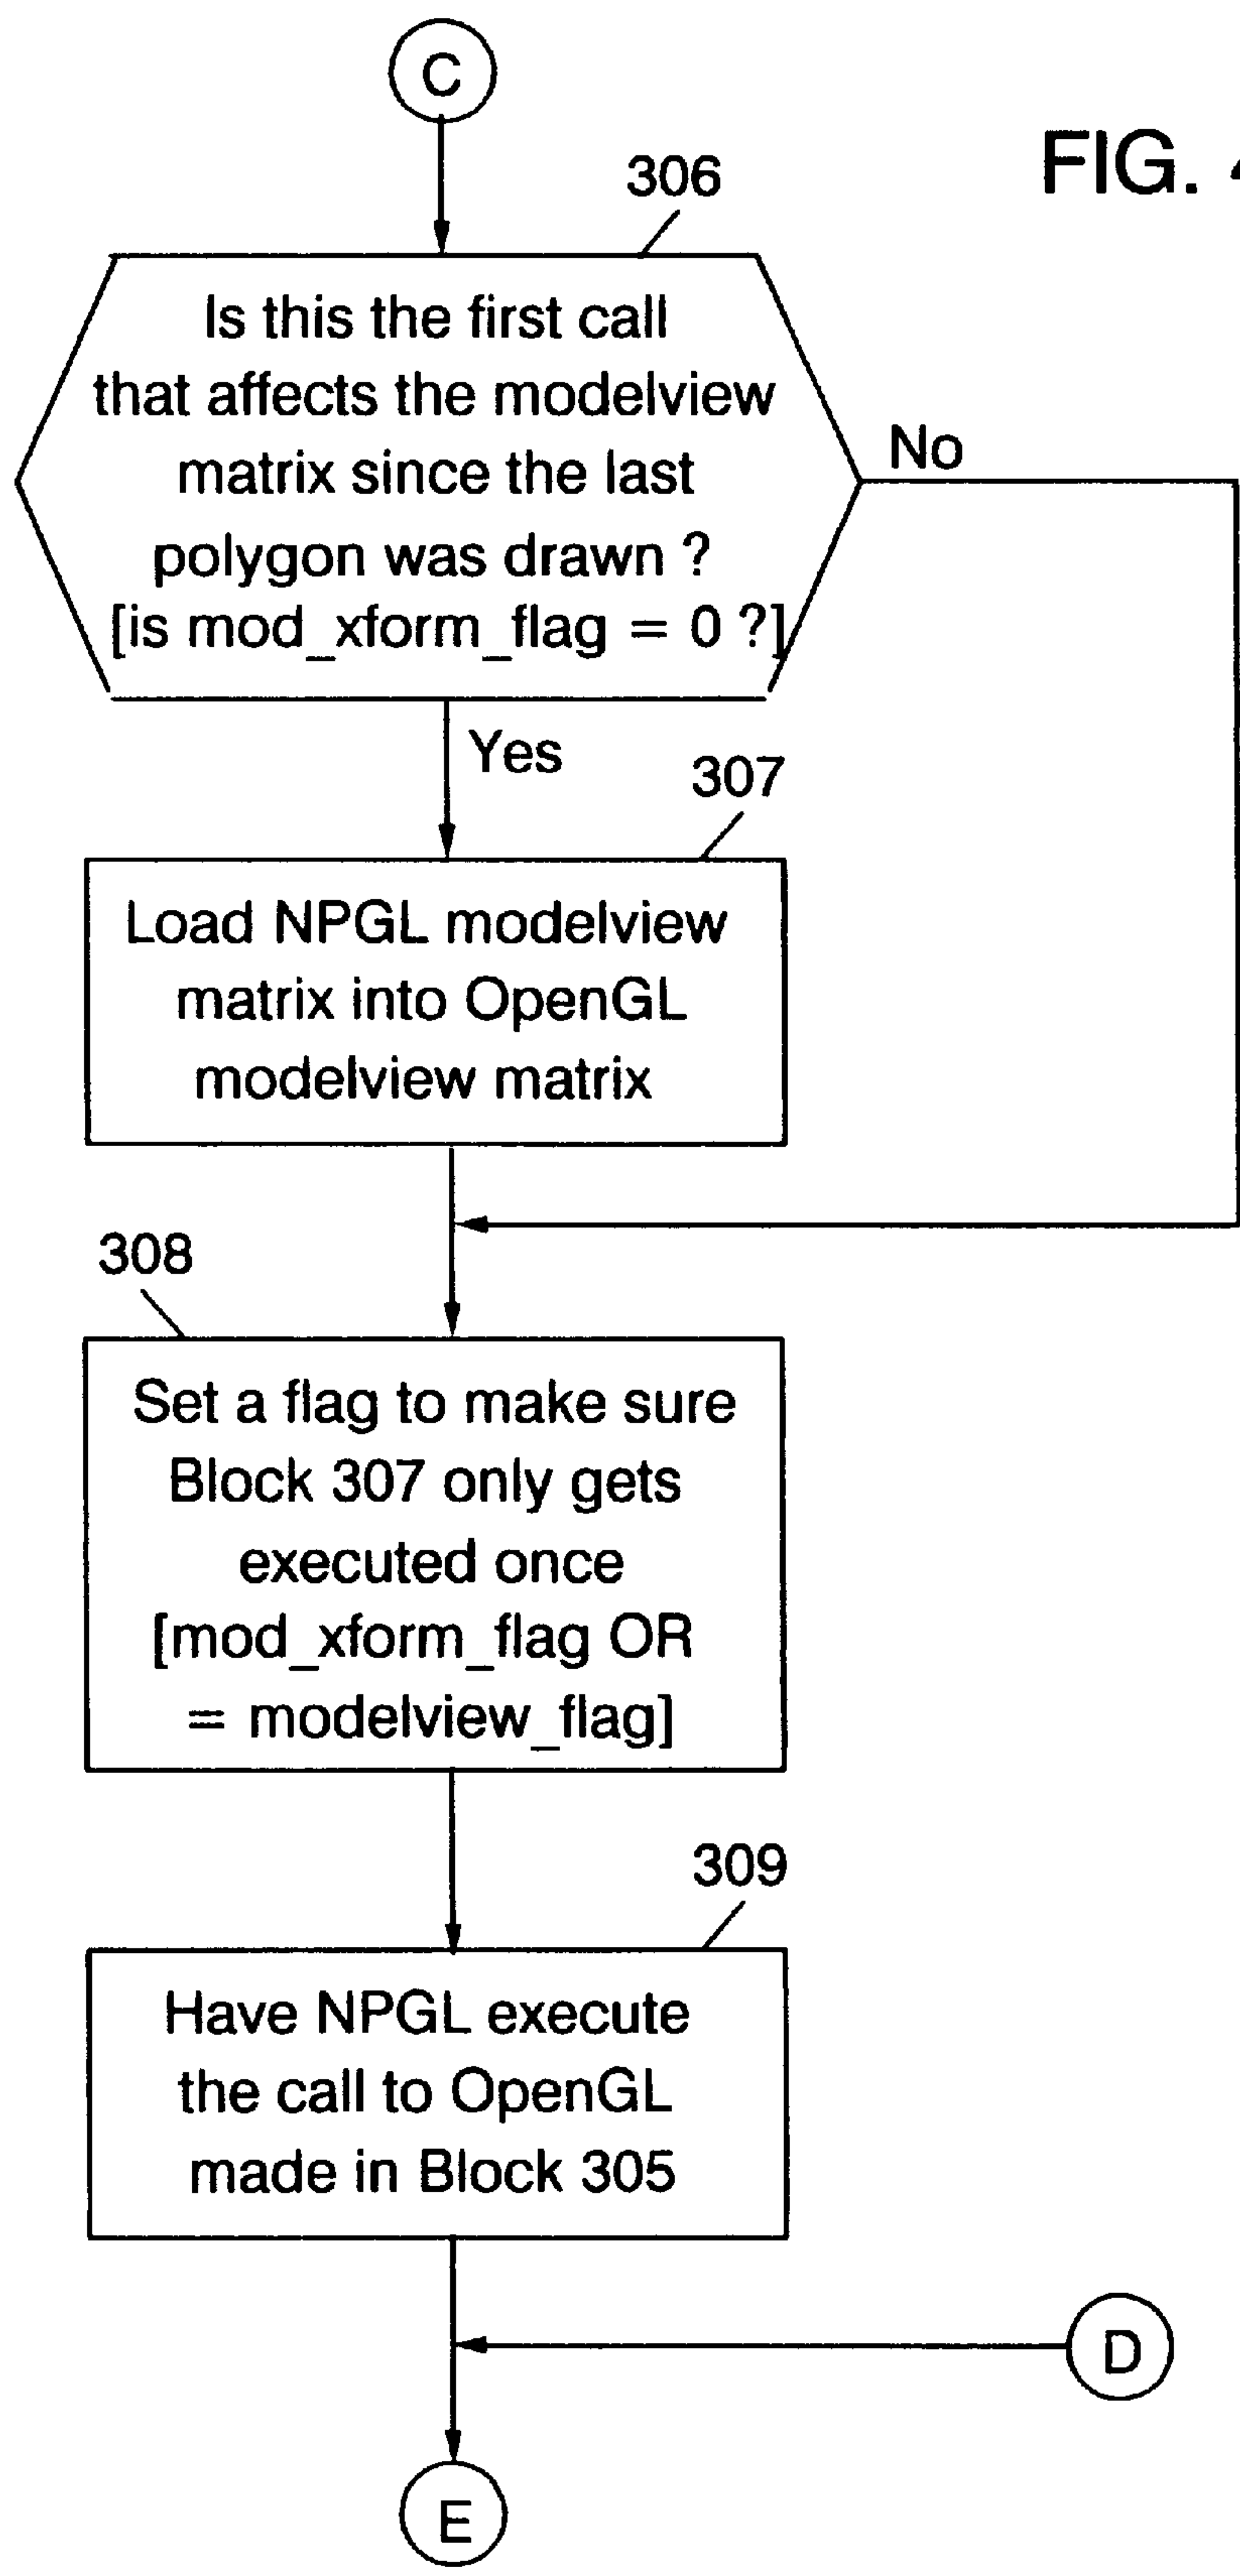 C
FIG. 4
306
Is this the first call
that affects the modelview
matrix since the last
polygon was drawn ?
[is mod_xform_flag = 0 ?]
No
Yes
307
Load NPGL modelview
matrix into OpenGL
modelview matrix
308
Set a flag to make sure
Block 307 only gets
executed once
[mod_xform_flag OR
= modelview_flag]
309
Have NPGL execute
the call to OpenGL
made in Block 305
D
E